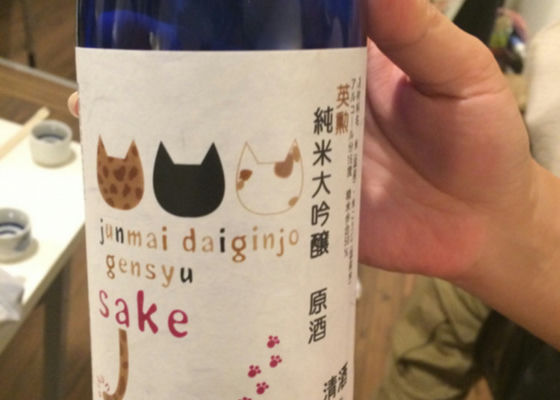 junmai daiginjo
gensyu
sake
英勲
純米大吟醸 原酒
清酒